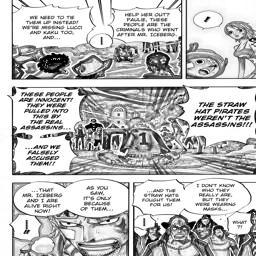 WE NEED TO
TIE THEM UP
INSTEAD!
WE'RE MISSING LUCCI
AND KAKU TOO,
AND...
HELP HER OUT?
PAULIE, THESE
PEOPLE ARE THE
CRIMINALS WHO WENT
AFTER MR. ICEBERG.
!
THESE PEOPLE
ARE INNOCENT!
THEY WERE
PULLED INTO
THIS BY
THE REAL
ASSASSINS...
...AND WE
FALSELY
ACCUSED
THEM!!
THE STRAW
HAT PIRATES
WEREN'T THE
ASSASSINS!!!
...THAT
MR. ICEBERG
AND I ARE
ALIVE RIGHT
NOW!
AS YOU
SAW,
IT'S ONLY
BECAUSE
OF THEM...
...AND
THE STRAW HATS
FOUGHT THEM
FOR US!
I DON'T KNOW
WHO THEY
REALLY ARE,
BUT THEY
WERE WEARING
MASKS...
WHAT
?!